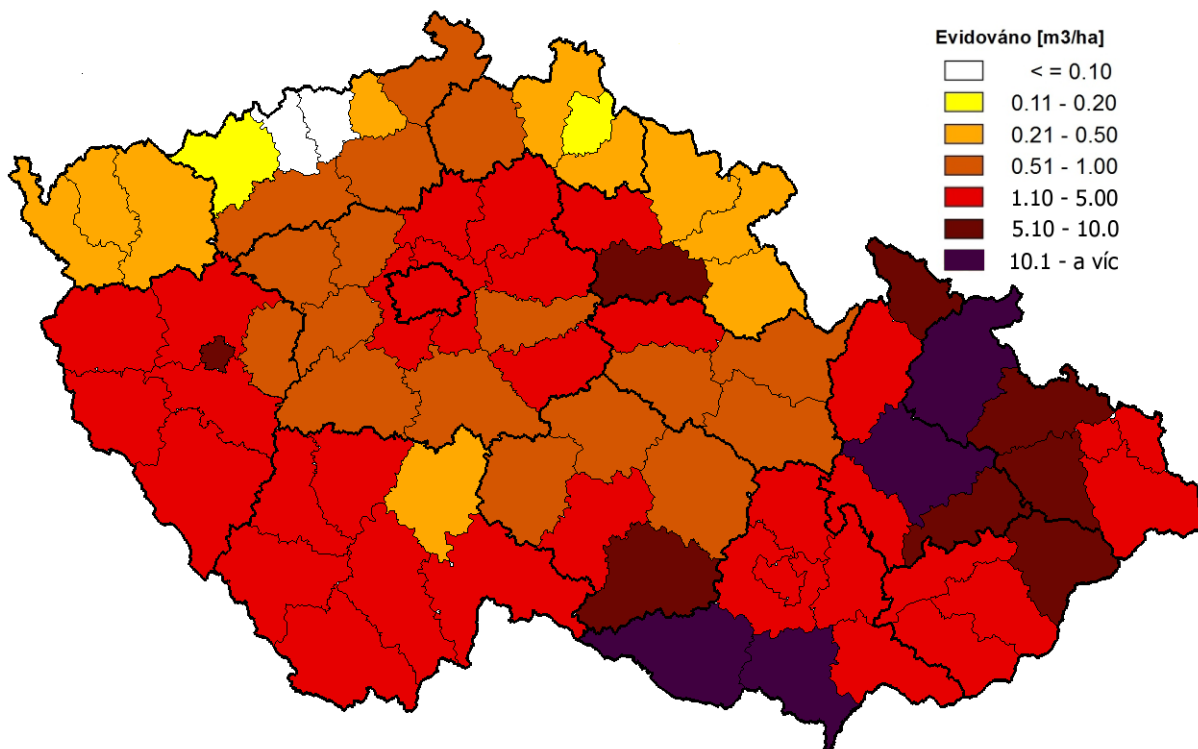 Evidováno [m3/ha]
< = 0.10
0.11 - 0.20
0.21 - 0.50
0.51 - 1.00
1.10 - 5.00
5.10 - 10.0
10.1 - a víc